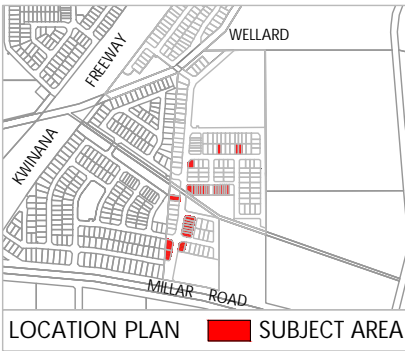 WELLARD
FREEWAY
KWINANA
MILLAR ROAD
LOCATION PLAN SUBJECT AREA